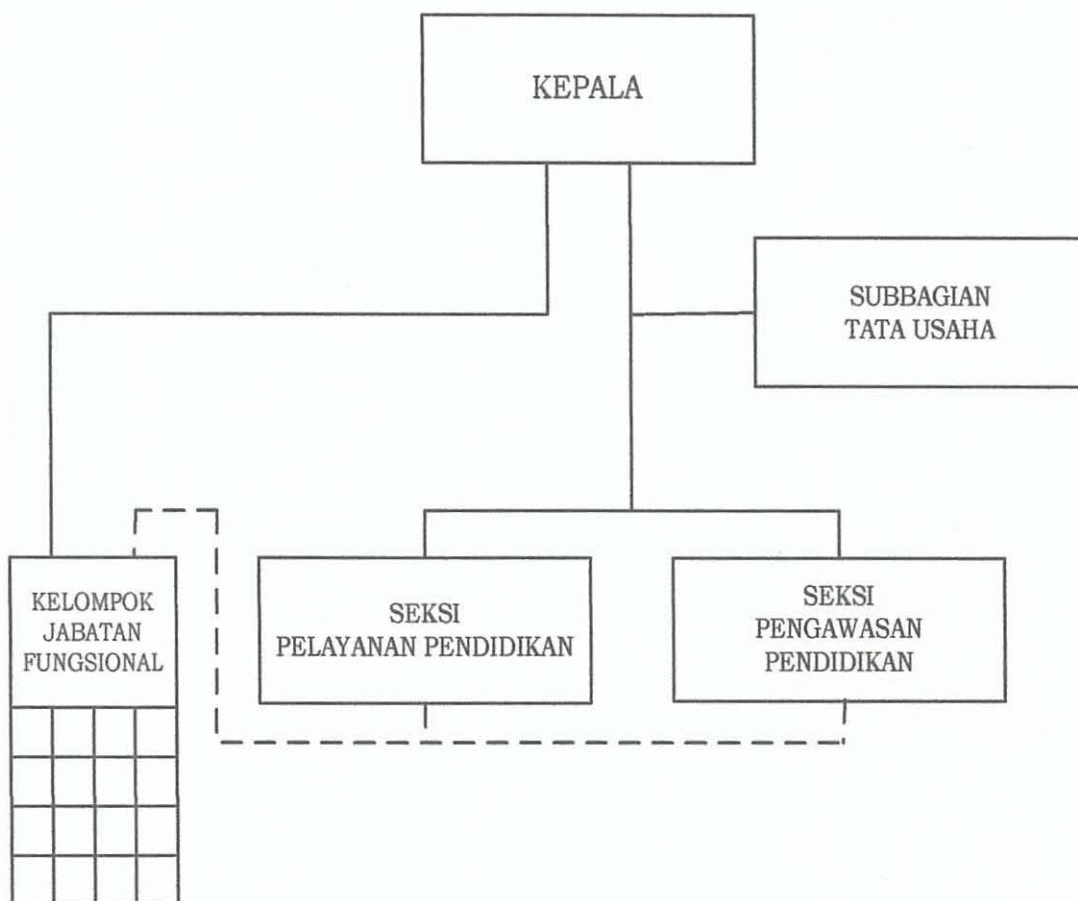 KEPALA
SUBBAGIAN
TATA USAHA
KELOMPOK
JABATAN
FUNGSIONAL
SEKSI
PELAYANAN PENDIDIKAN
SEKSI
PENGAWASAN
PENDIDIKAN